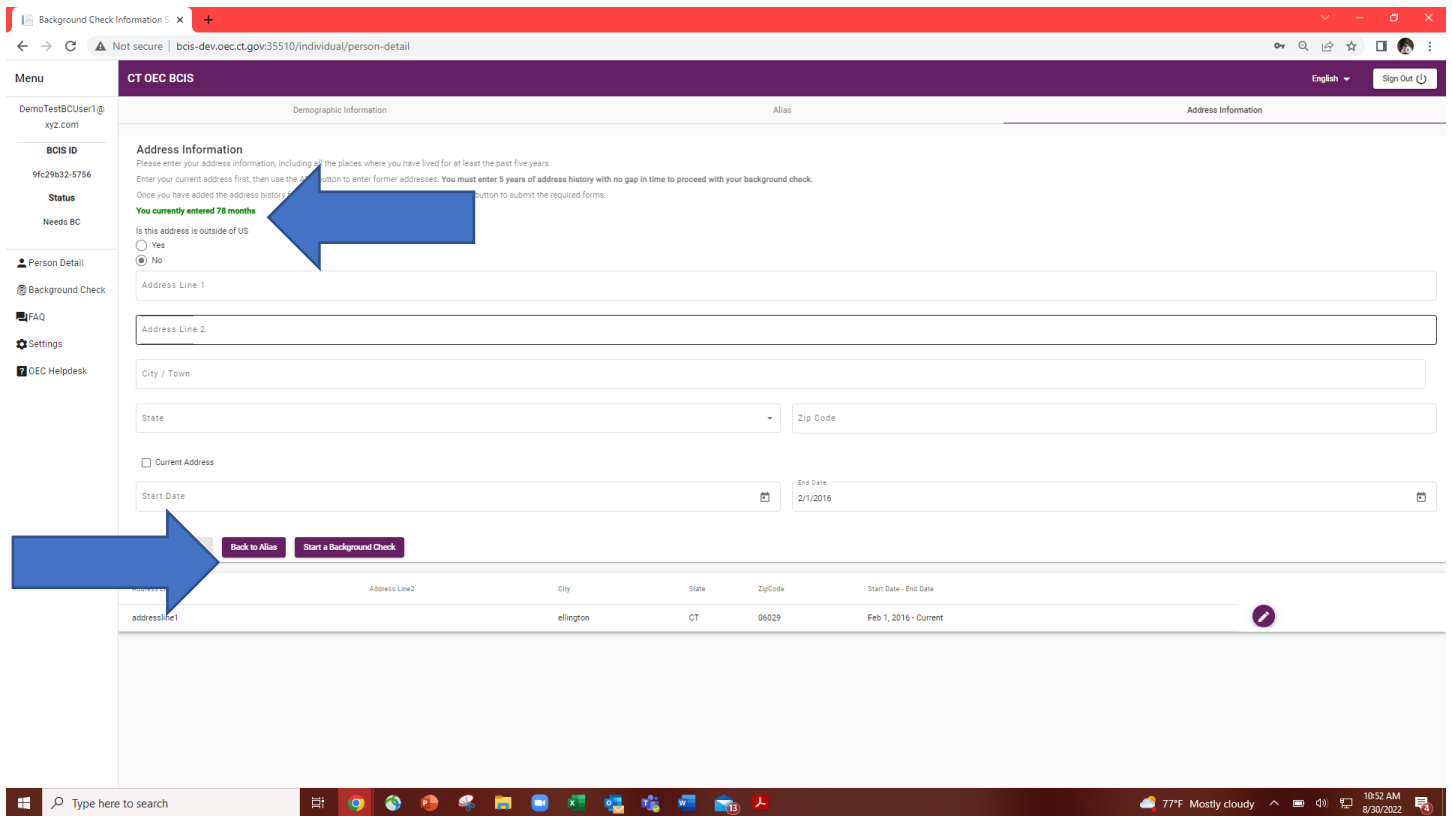 Background Check Information S
Not secure | bcis-dev.oec.ct.gov:35510/individual/person-detail
Menu
CT OEC BCIS
English
Sign Out
DemoTestBCUser1@
xyz.com
BCIS ID
9fc29b32-5756
Status
Needs BC
Person Detail
Background Check
FAQ
Settings
OEC Helpdesk
Demographic Information
Alias
Address Information
Address Information
Please enter your address information, including all the places where you have lived for at least the past five years.
Enter your current address first, then use the button to enter former addresses. You must enter 5 years of address history with no gap in time to proceed with your background check.
Once you have added the address history button to submit the required forms.
You currently entered 78 months
Is this address is outside of US
Yes
No
Address Line 1
Address Line 2
City / Town
State
Zip Code
Current Address
Start Date
End Date
2/1/2016
Back to Alias
Start a Background Check
Address Line2 City State ZipCode Start Date - End Date
addressline1 ellington CT 06029 Feb 1, 2016 - Current
Type here to search
13
77°F Mostly cloudy
10:52 AM
8/30/2022
4